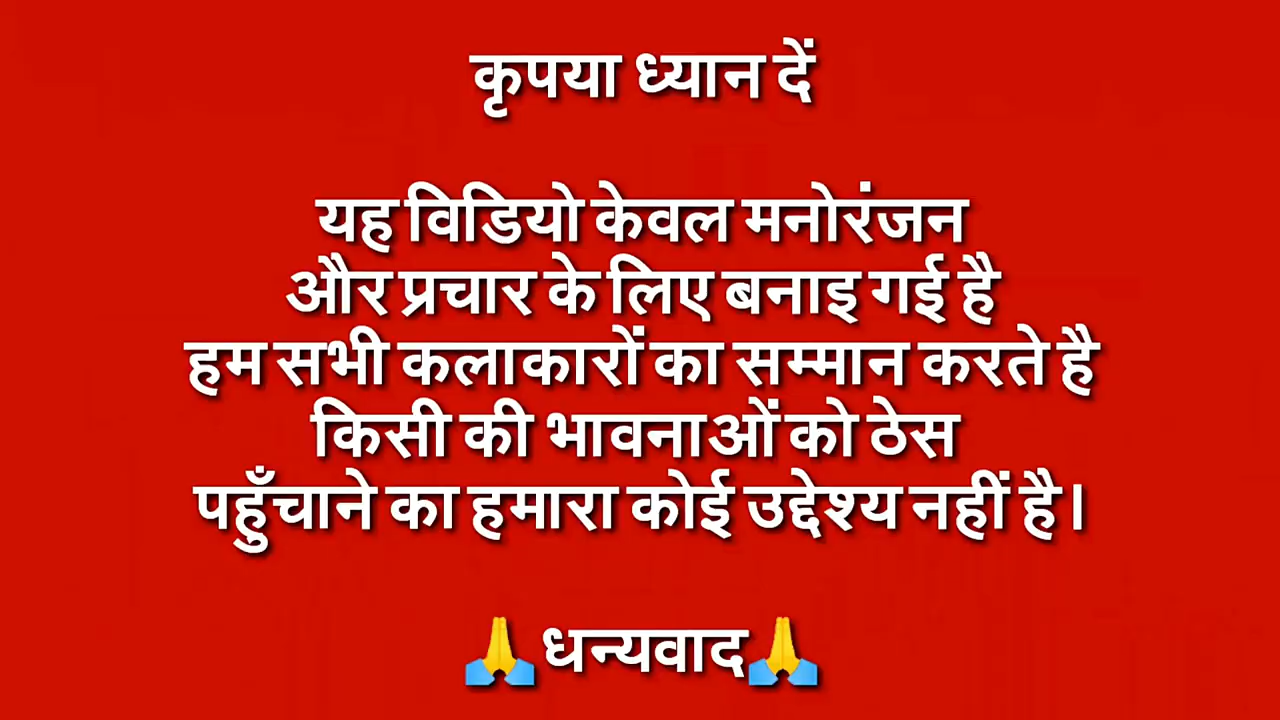 कृपया ध्यान दें
यह विडियो केवल मनोरंजन
और प्रचार के लिए बनाइ गई है
हम सभी कलाकारों का सम्मान करते है
किसी की भावनाओं को ठेस
पहुँचाने का हमारा कोई उद्देश्य नहीं है।
🙏धन्यवाद🙏